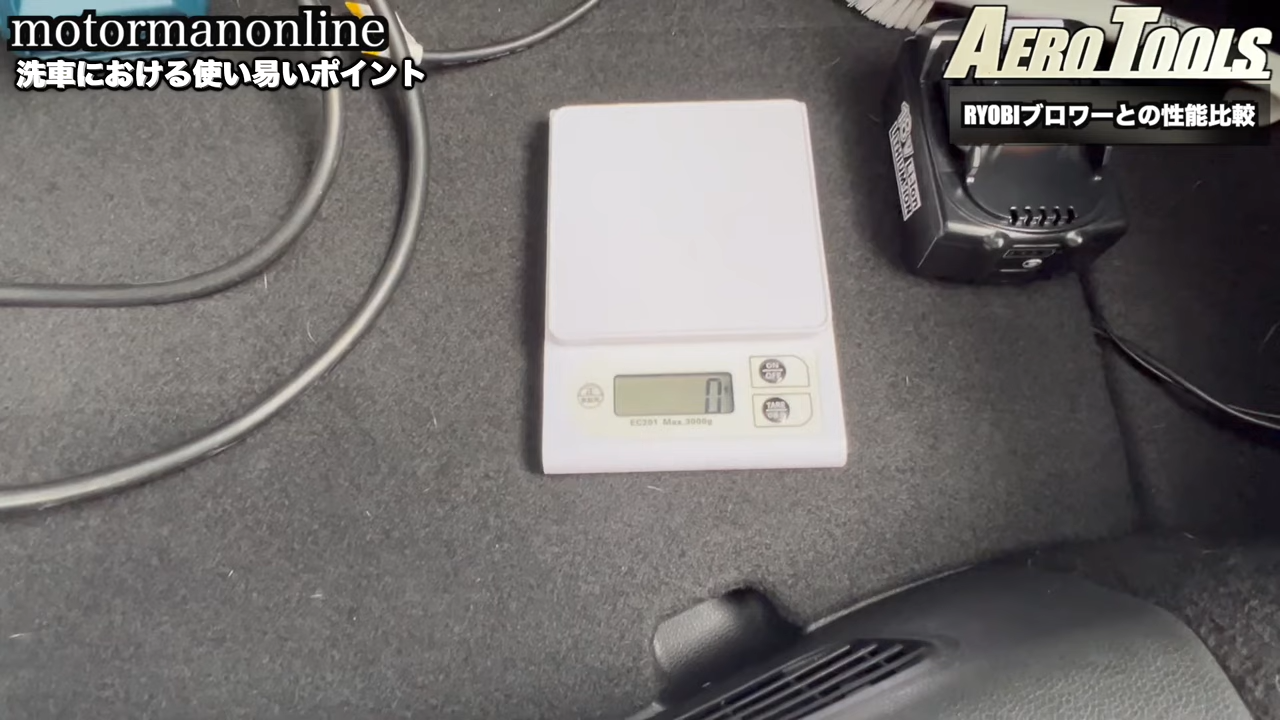 motormanonline
洗車における使い易いポイント
AERO TOOLS
RYOBIブロワーとの性能比較
18V
ON
OFF
0
TARE
EC201 Max.3000g